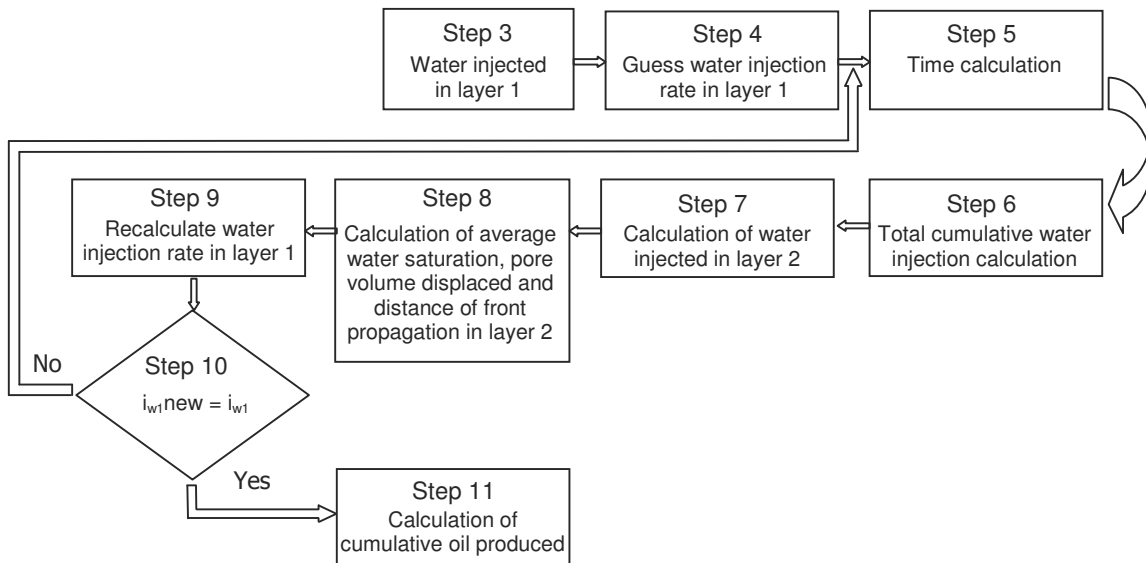 Step 3
Water injected
in layer 1
Step 4
Guess water injection
rate in layer 1
Step 5
Time calculation
Step 6
Total cumulative water
injection calculation
Step 7
Calculation of water
injected in layer 2
Step 8
Calculation of average
water saturation, pore
volume displaced and
distance of front
propagation in layer 2
Step 9
Recalculate water
injection rate in layer 1
Step 10
iw1new = iw1
No
Yes
Step 11
Calculation of
cumulative oil produced